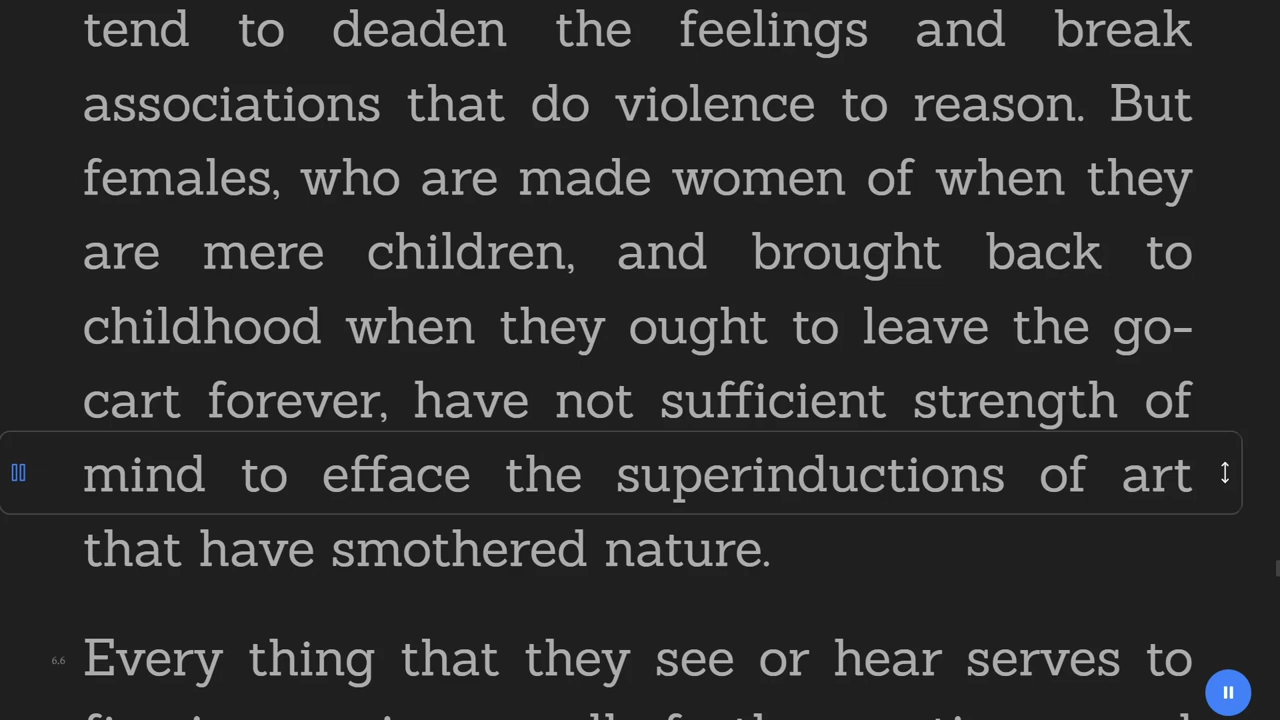 tend to deaden the feelings and break
associations that do violence to reason. But
females, who are made women of when they
are mere children, and brought back to
childhood when they ought to leave the go-
cart forever, have not sufficient strength of
mind to efface the superinductions of art
that have smothered nature.
6.6 Every thing that they see or hear serves to